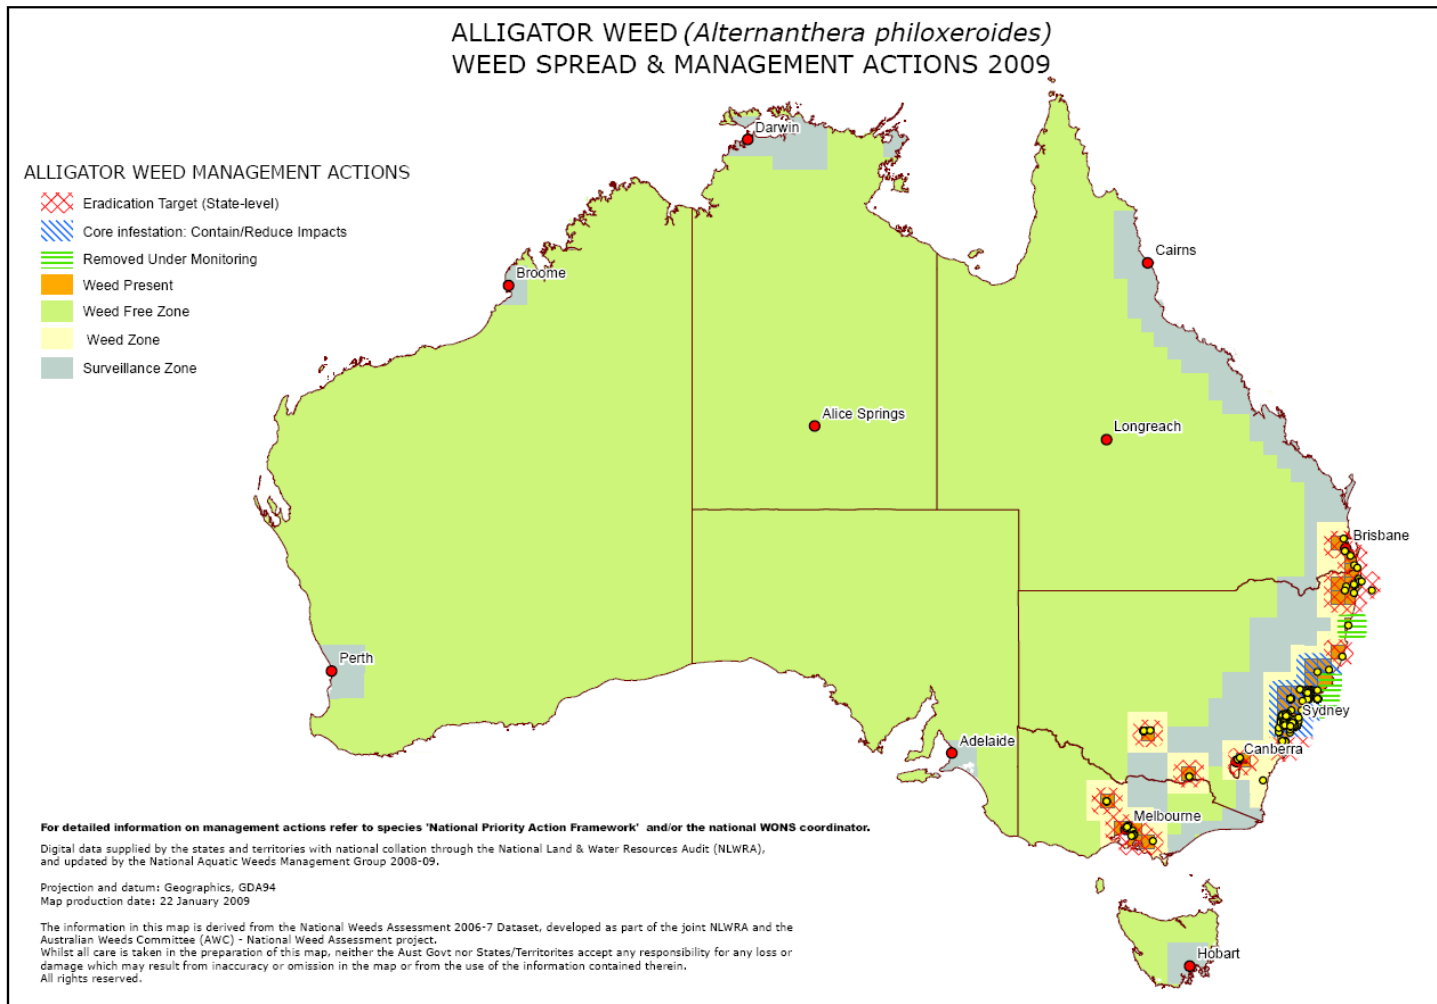 ALLIGATOR WEED (Alternanthera philoxeroides)
WEED SPREAD & MANAGEMENT ACTIONS 2009
ALLIGATOR WEED MANAGEMENT ACTIONS
Eradication Target (State-level)
Core infestation: Contain/Reduce Impacts
Removed Under Monitoring
Weed Present
Weed Free Zone
Weed Zone
Surveillance Zone
Darwin
Cairns
Broome
Alice Springs
Longreach
Brisbane
Perth
Sydney
Adelaide
Canberra
Melbourne
Hobart
For detailed information on management actions refer to species 'National Priority Action Framework' and/or the national WONS coordinator.
Digital data supplied by the states and territories with national collation through the National Land & Water Resources Audit (NLWRA),
and updated by the National Aquatic Weeds Management Group 2008-09.
Projection and datum: Geographics, GDA94
Map production date: 22 January 2009
The information in this map is derived from the National Weeds Assessment 2006-7 Dataset, developed as part of the joint NLWRA and the
Australian Weeds Committee (AWC) - National Weed Assessment project.
Whilst all care is taken in the preparation of this map, neither the Aust Govt nor States/Territorites accept any responsibility for any loss or
damage which may result from inaccuracy or omission in the map or from the use of the information contained therein.
All rights reserved.